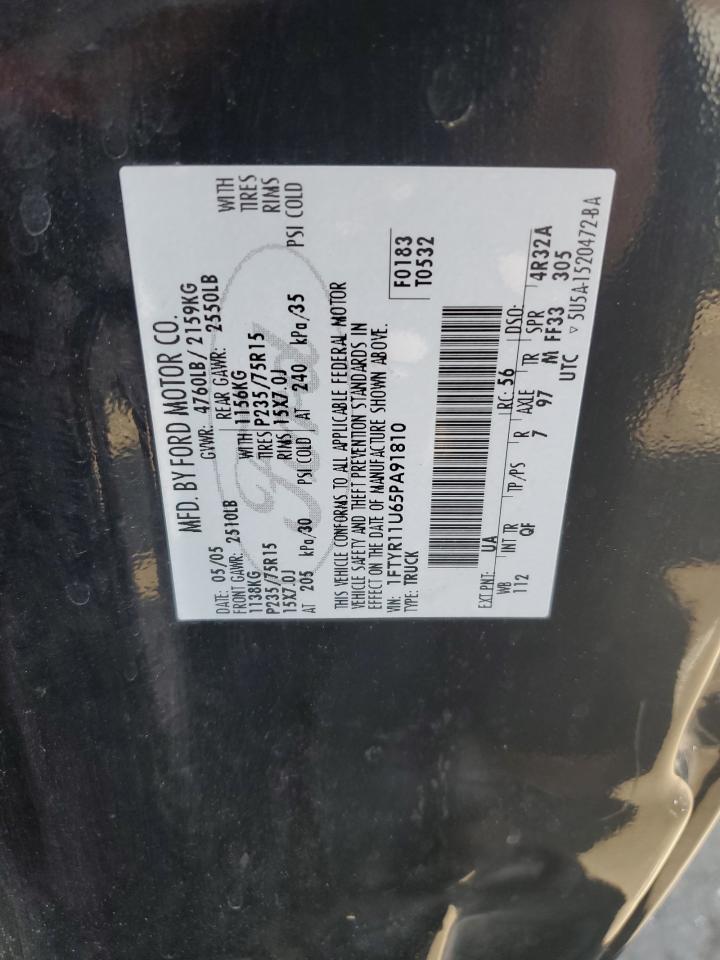 MFD. BY FORD MOTOR CO.
DATE: 05/05 GVWR: 4760LB/ 2159KG
FRONT GAWR: 2510LB REAR GAWR: 2550LB
1138KG WITH 1156KG WITH
P235/75R15 TIRES P235/75R15 TIRES
15X7.0J RIMS 15X7.0J RIMS
AT 205 kPa/30 PSI COLD AT 240 kPa/35 PSI COLD
THIS VEHICLE CONFORMS TO ALL APPLICABLE FEDERAL MOTOR
VEHICLE SAFETY AND THEFT PREVENTION STANDARDS IN
EFFECT ON THE DATE OF MANUFACTURE SHOWN ABOVE.
VIN: 1FTYR11U65PA91810 F0183
TYPE: TRUCK T0532
EXT PNT: UA RC: 56 DSO:
WB INT TR TP/PS R AXLE TR SPR 4R32A
112 QF 7 97 M FF33 305
UTC ▽ 5U5A-1520472-BA
Ford